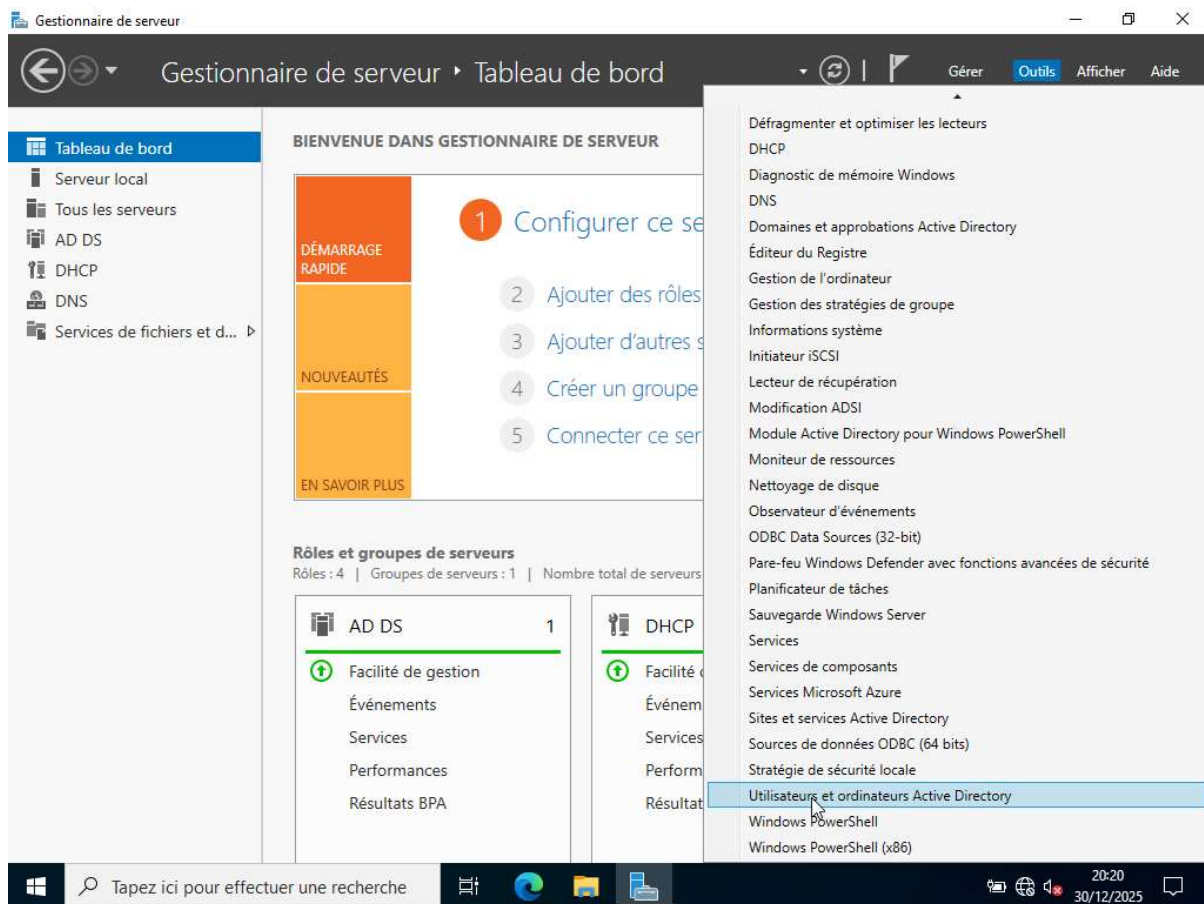 Gestionnaire de serveur
Gestionnaire de serveur ‣ Tableau de bord
Gérer
Outils
Afficher
Aide
Tableau de bord
Serveur local
Tous les serveurs
AD DS
DHCP
DNS
Services de fichiers et d...
BIENVENUE DANS GESTIONNAIRE DE SERVEUR
DÉMARRAGE
RAPIDE
NOUVEAUTÉS
EN SAVOIR PLUS
1 Configurer ce se
2 Ajouter des rôles
3 Ajouter d'autres s
4 Créer un groupe
5 Connecter ce ser
Rôles et groupes de serveurs
Rôles : 4 | Groupes de serveurs : 1 | Nombre total de serveurs
AD DS 1
Facilité de gestion
Événements
Services
Performances
Résultats BPA
DHCP
Facilité
Événem
Services
Perform
Résultat
Défragmenter et optimiser les lecteurs
DHCP
Diagnostic de mémoire Windows
DNS
Domaines et approbations Active Directory
Éditeur du Registre
Gestion de l'ordinateur
Gestion des stratégies de groupe
Informations système
Initiateur iSCSI
Lecteur de récupération
Modification ADSI
Module Active Directory pour Windows PowerShell
Moniteur de ressources
Nettoyage de disque
Observateur d'événements
ODBC Data Sources (32-bit)
Pare-feu Windows Defender avec fonctions avancées de sécurité
Planificateur de tâches
Sauvegarde Windows Server
Services
Services de composants
Services Microsoft Azure
Sites et services Active Directory
Sources de données ODBC (64 bits)
Stratégie de sécurité locale
Utilisateurs et ordinateurs Active Directory
Windows PowerShell
Windows PowerShell (x86)
Tapez ici pour effectuer une recherche
20:20
30/12/2025